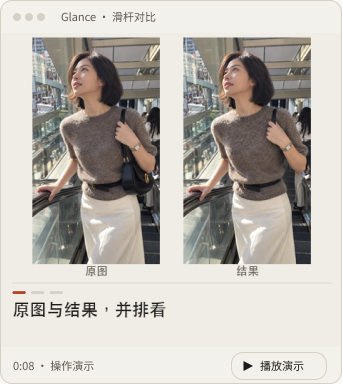 Glance · 滑杆对比
原图
结果
原图与结果，并排看
0:08 · 操作演示
▶ 播放演示